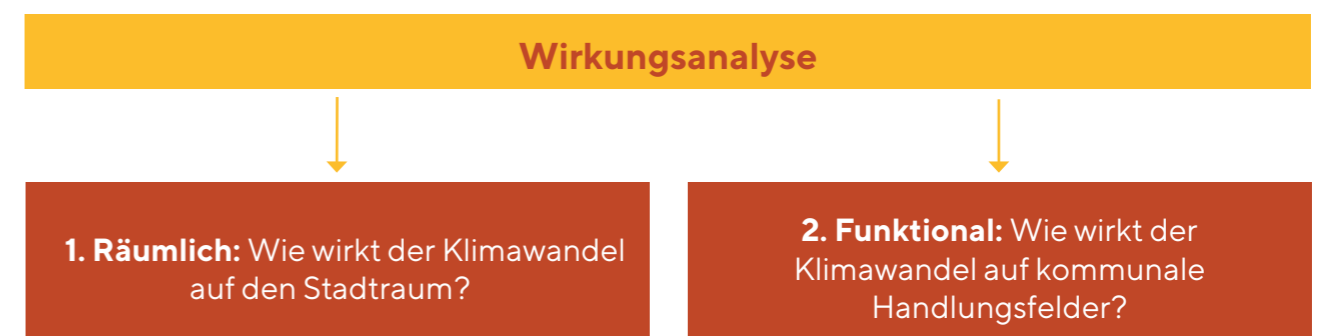 Wirkungsanalyse
1. Räumlich: Wie wirkt der Klimawandel
auf den Stadtraum?
2. Funktional: Wie wirkt der
Klimawandel auf kommunale
Handlungsfelder?